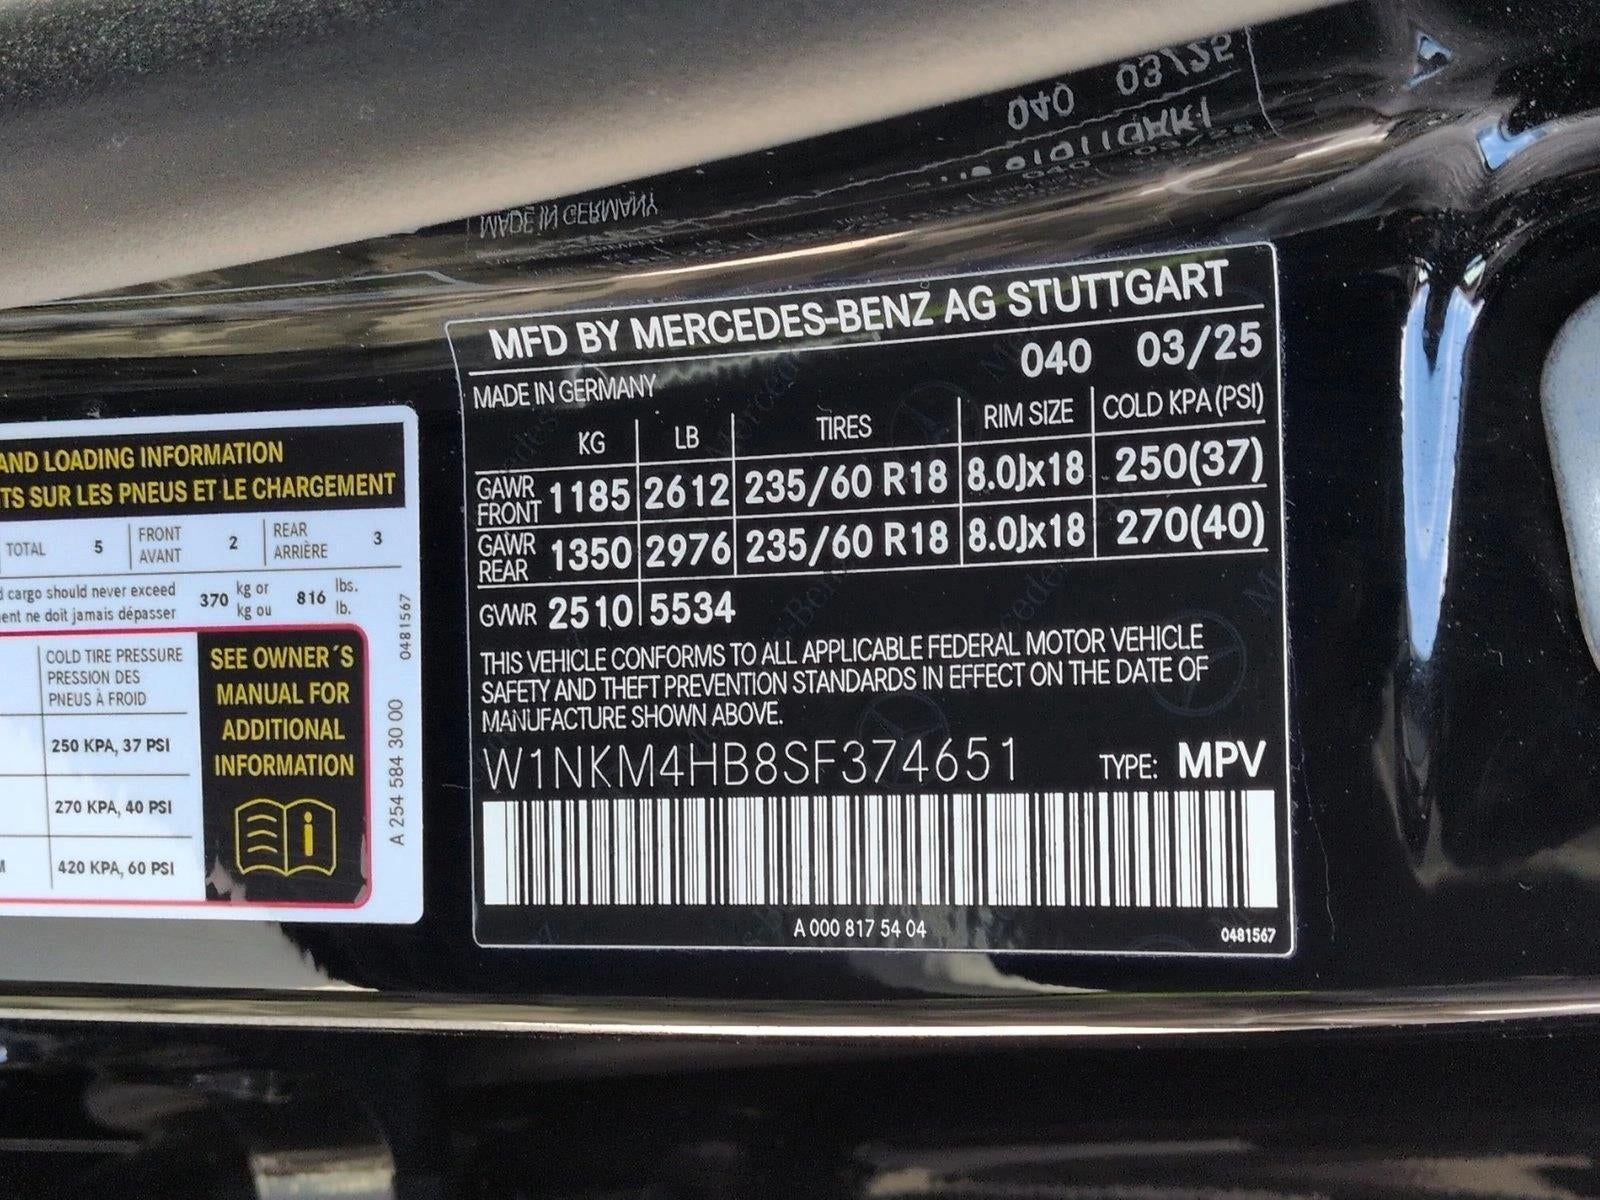 AND LOADING INFORMATION
TS SUR LES PNEUS ET LE CHARGEMENT
TOTAL 5 FRONT AVANT 2 REAR ARRIÈRE 3
cargo should never exceed 370 kg or 816 lbs.
ent ne doit jamais dépasser kg ou lb.
COLD TIRE PRESSURE
PRESSION DES
PNEUS À FROID
250 KPA, 37 PSI
270 KPA, 40 PSI
420 KPA, 60 PSI
SEE OWNER´S
MANUAL FOR
ADDITIONAL
INFORMATION
0481567
A 254 584 30 00
MFD BY MERCEDES-BENZ AG STUTTGART
MADE IN GERMANY 040 03/25
KG LB TIRES RIM SIZE COLD KPA (PSI)
GAWR FRONT 1185 2612 235/60 R18 8.0Jx18 250(37)
GAWR REAR 1350 2976 235/60 R18 8.0Jx18 270(40)
GVWR 2510 5534
THIS VEHICLE CONFORMS TO ALL APPLICABLE FEDERAL MOTOR VEHICLE
SAFETY AND THEFT PREVENTION STANDARDS IN EFFECT ON THE DATE OF
MANUFACTURE SHOWN ABOVE.
W1NKM4HB8SF374651 TYPE: MPV
A 000 817 54 04 0481567